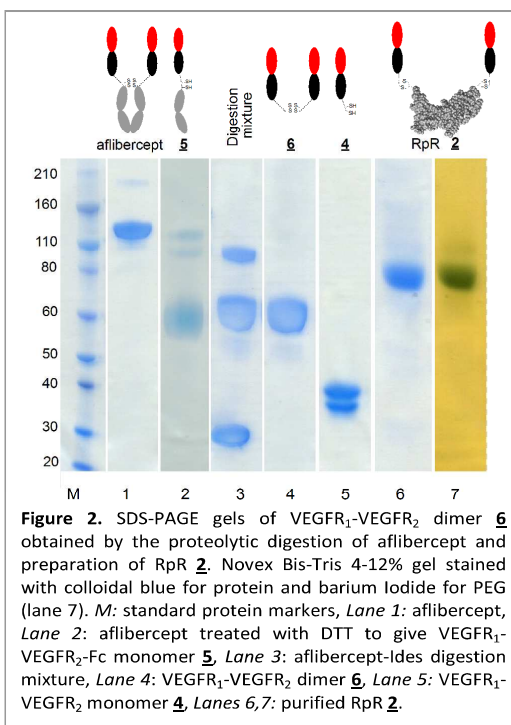 S
S
SH
SH
S
S
SH
SH
S
S
S
S
aflibercept 5 Digestion mixture 6 4 RpR 2
210
160
110
80
60
50
40
30
20
M 1 2 3 4 5 6 7
Figure 2. SDS-PAGE gels of VEGFR1-VEGFR2 dimer 6
obtained by the proteolytic digestion of aflibercept and
preparation of RpR 2. Novex Bis-Tris 4-12% gel stained
with colloidal blue for protein and barium Iodide for PEG
(lane 7). M: standard protein markers, Lane 1: aflibercept,
Lane 2: aflibercept treated with DTT to give VEGFR1-
VEGFR2-Fc monomer 5, Lane 3: aflibercept-Ides digestion
mixture, Lane 4: VEGFR1-VEGFR2 dimer 6, Lane 5: VEGFR1-
VEGFR2 monomer 4, Lanes 6,7: purified RpR 2.